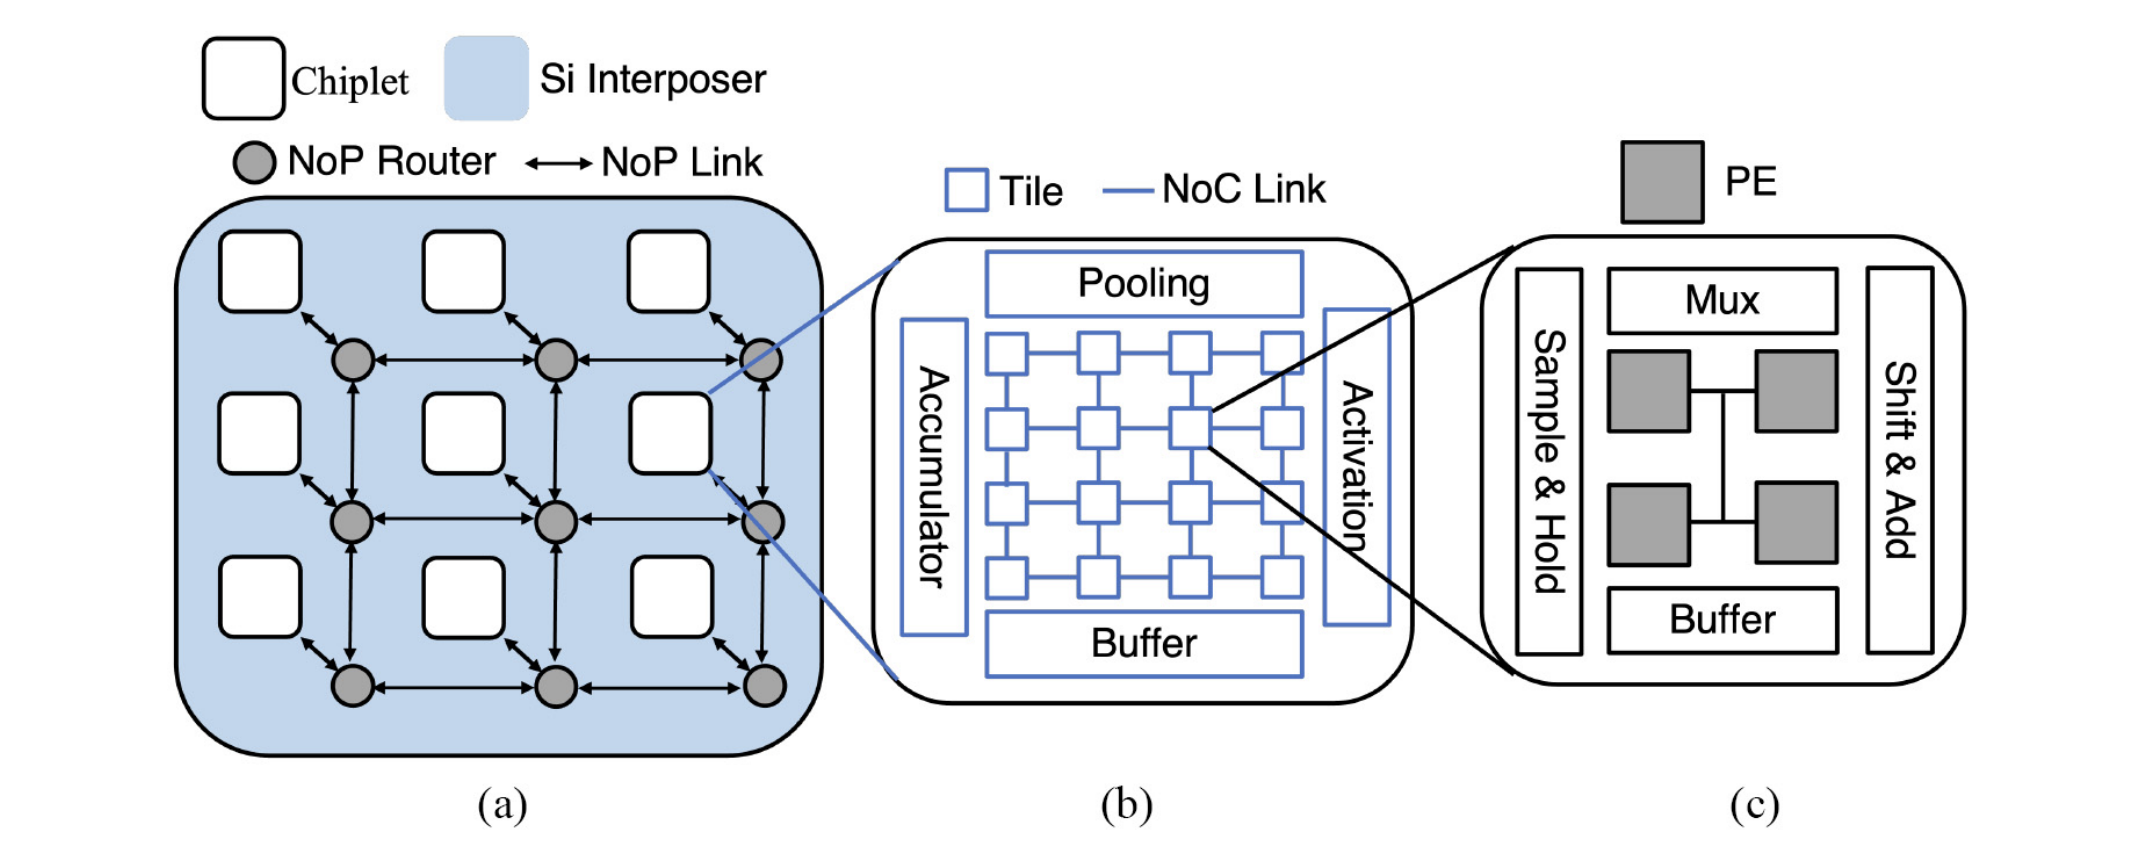 Chiplet
Si Interposer
NoP Router
NoP Link
Tile
NoC Link
Pooling
Accumulator
Activation
Buffer
PE
Mux
Sample & Hold
Shift & Add
Buffer
(a)
(b)
(c)